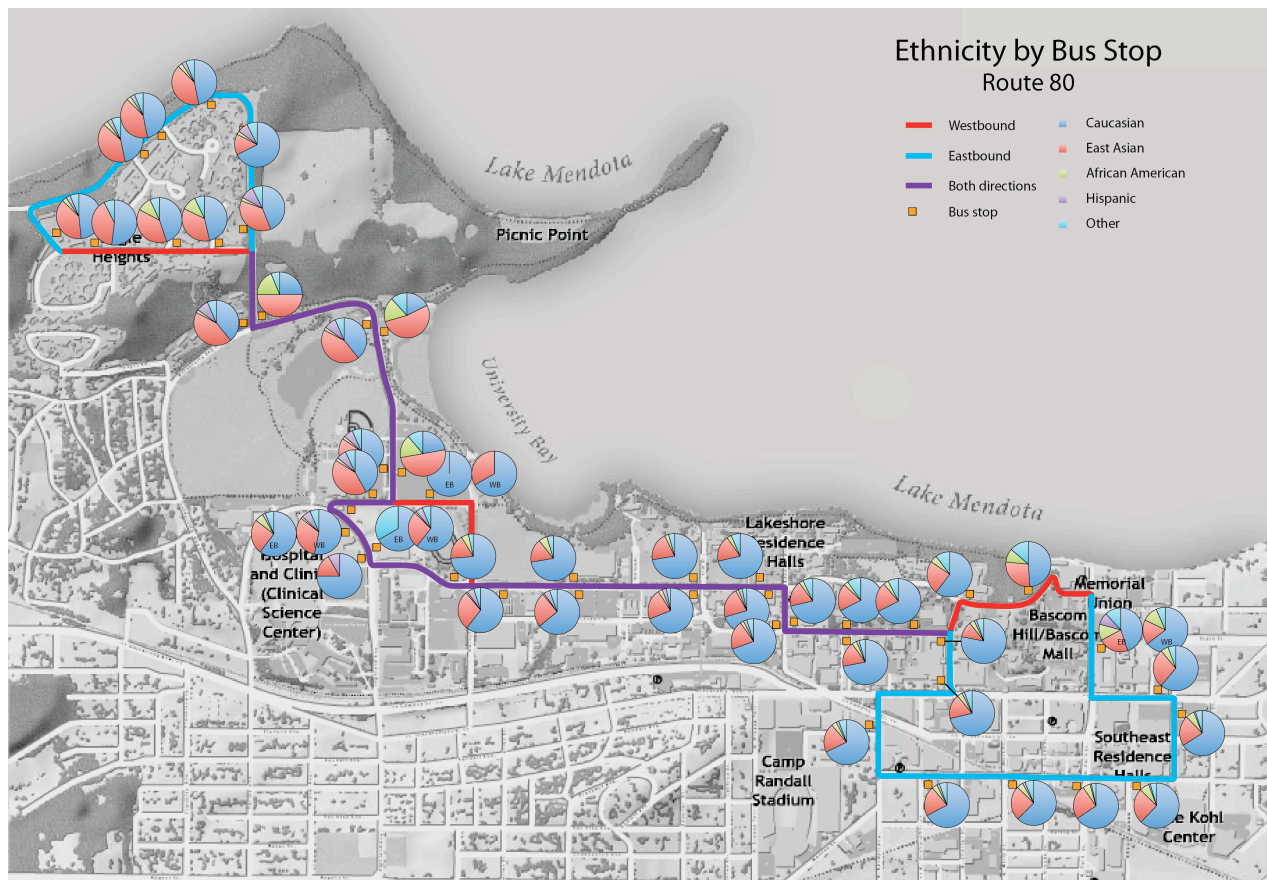 Ethnicity by Bus Stop
Route 80
Westbound
Eastbound
Both directions
Bus stop
Caucasian
East Asian
African American
Hispanic
Other
Lake Mendota
Picnic Point
Heights
University Bay
Lake Mendota
EB
WB
EB
WB
EB
WB
Hospital
and Clini
(Clinical
Science
Center)
Lakeshore
esidence
Halls
Memorial
Union
Bascom
Hill/Bascom
Mall
EB
WB
Camp
Randall
Stadium
Southeast
Residence
Halls
e Kohl
Center